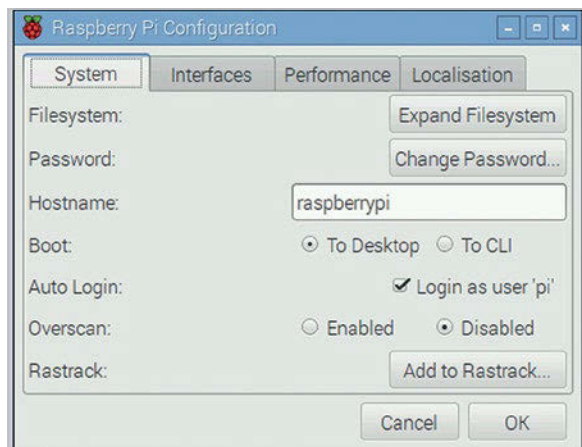 Raspberry Pi Configuration
System Interfaces Performance Localisation
Filesystem: Expand Filesystem
Password: Change Password...
Hostname: raspberrypi
Boot: To Desktop To CLI
Auto Login: Login as user 'pi'
Overscan: Enabled Disabled
Rastrack: Add to Rastrack...
Cancel OK